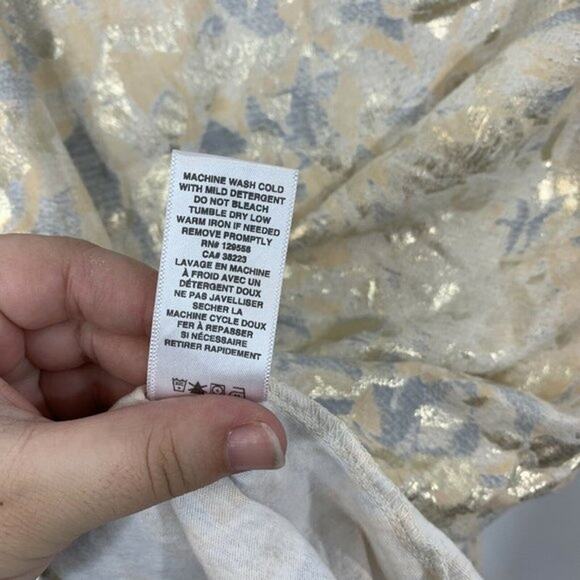 MACHINE WASH COLD
WITH MILD DETERGENT
DO NOT BLEACH
TUMBLE DRY LOW
WARM IRON IF NEEDED
REMOVE PROMPTLY
RN# 129558
CA# 38223
LAVAGE EN MACHINE
À FROID AVEC UN
DÉTERGENT DOUX
NE PAS JAVELLISER
SECHER LA
MACHINE CYCLE DOUX
FER À REPASSER
SI NÉCESSAIRE
RETIRER RAPIDEMENT